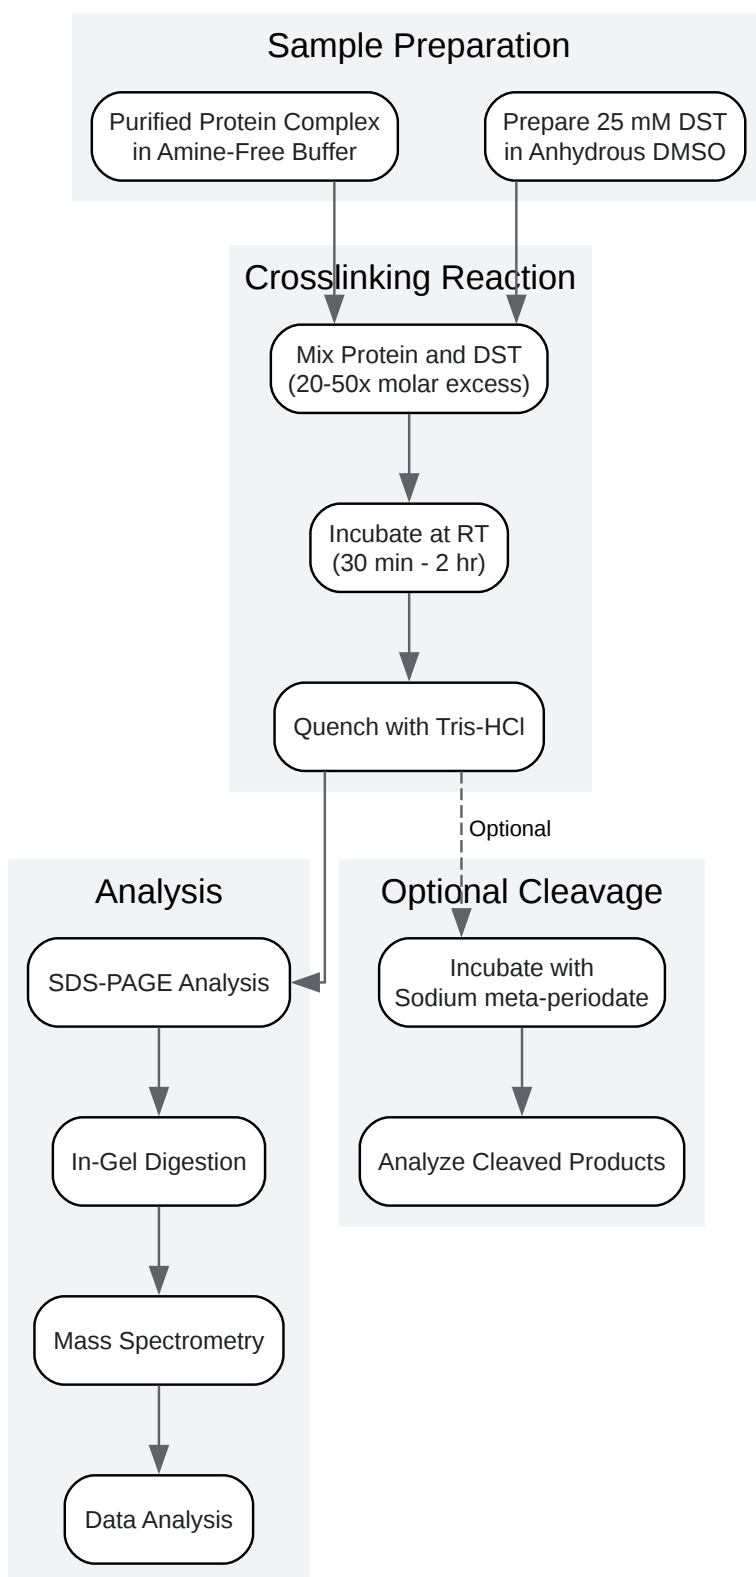 Sample Preparation
Purified Protein Complex
in Amine-Free Buffer
Prepare 25 mM DST
in Anhydrous DMSO
Crosslinking Reaction
Mix Protein and DST
(20-50x molar excess)
Incubate at RT
(30 min - 2 hr)
Quench with Tris-HCl
Optional
Analysis
SDS-PAGE Analysis
In-Gel Digestion
Mass Spectrometry
Data Analysis
Optional Cleavage
Incubate with
Sodium meta-periodate
Analyze Cleaved Products